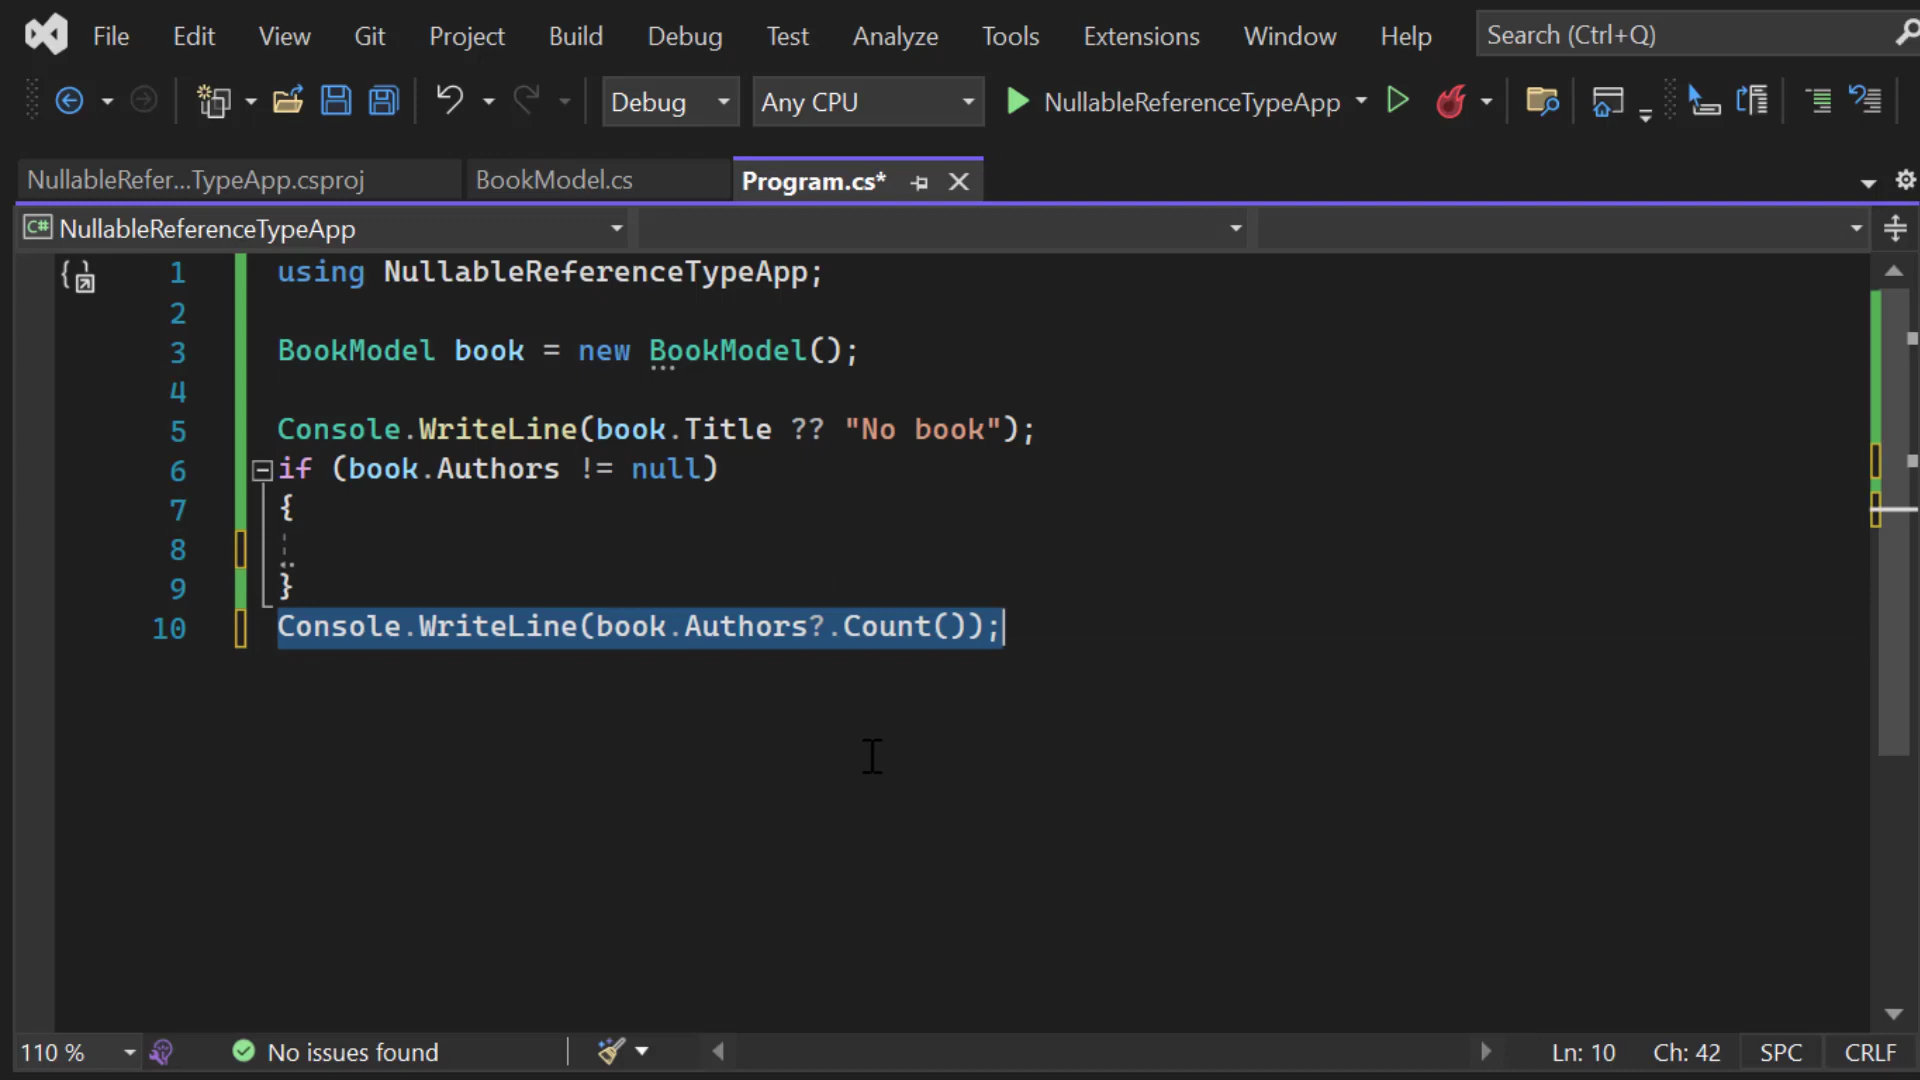 File Edit View Git Project Build Debug Test Analyze Tools Extensions Window Help Search (Ctrl+Q)
Debug Any CPU NullableReferenceTypeApp
NullableRefer...TypeApp.csproj BookModel.cs Program.cs*
C# NullableReferenceTypeApp
1 using NullableReferenceTypeApp;
2
3 BookModel book = new BookModel();
4
5 Console.WriteLine(book.Title ?? "No book");
6 if (book.Authors != null)
7 {
8
9 }
10 Console.WriteLine(book.Authors?.Count());
110 % No issues found Ln: 10 Ch: 42 SPC CRLF